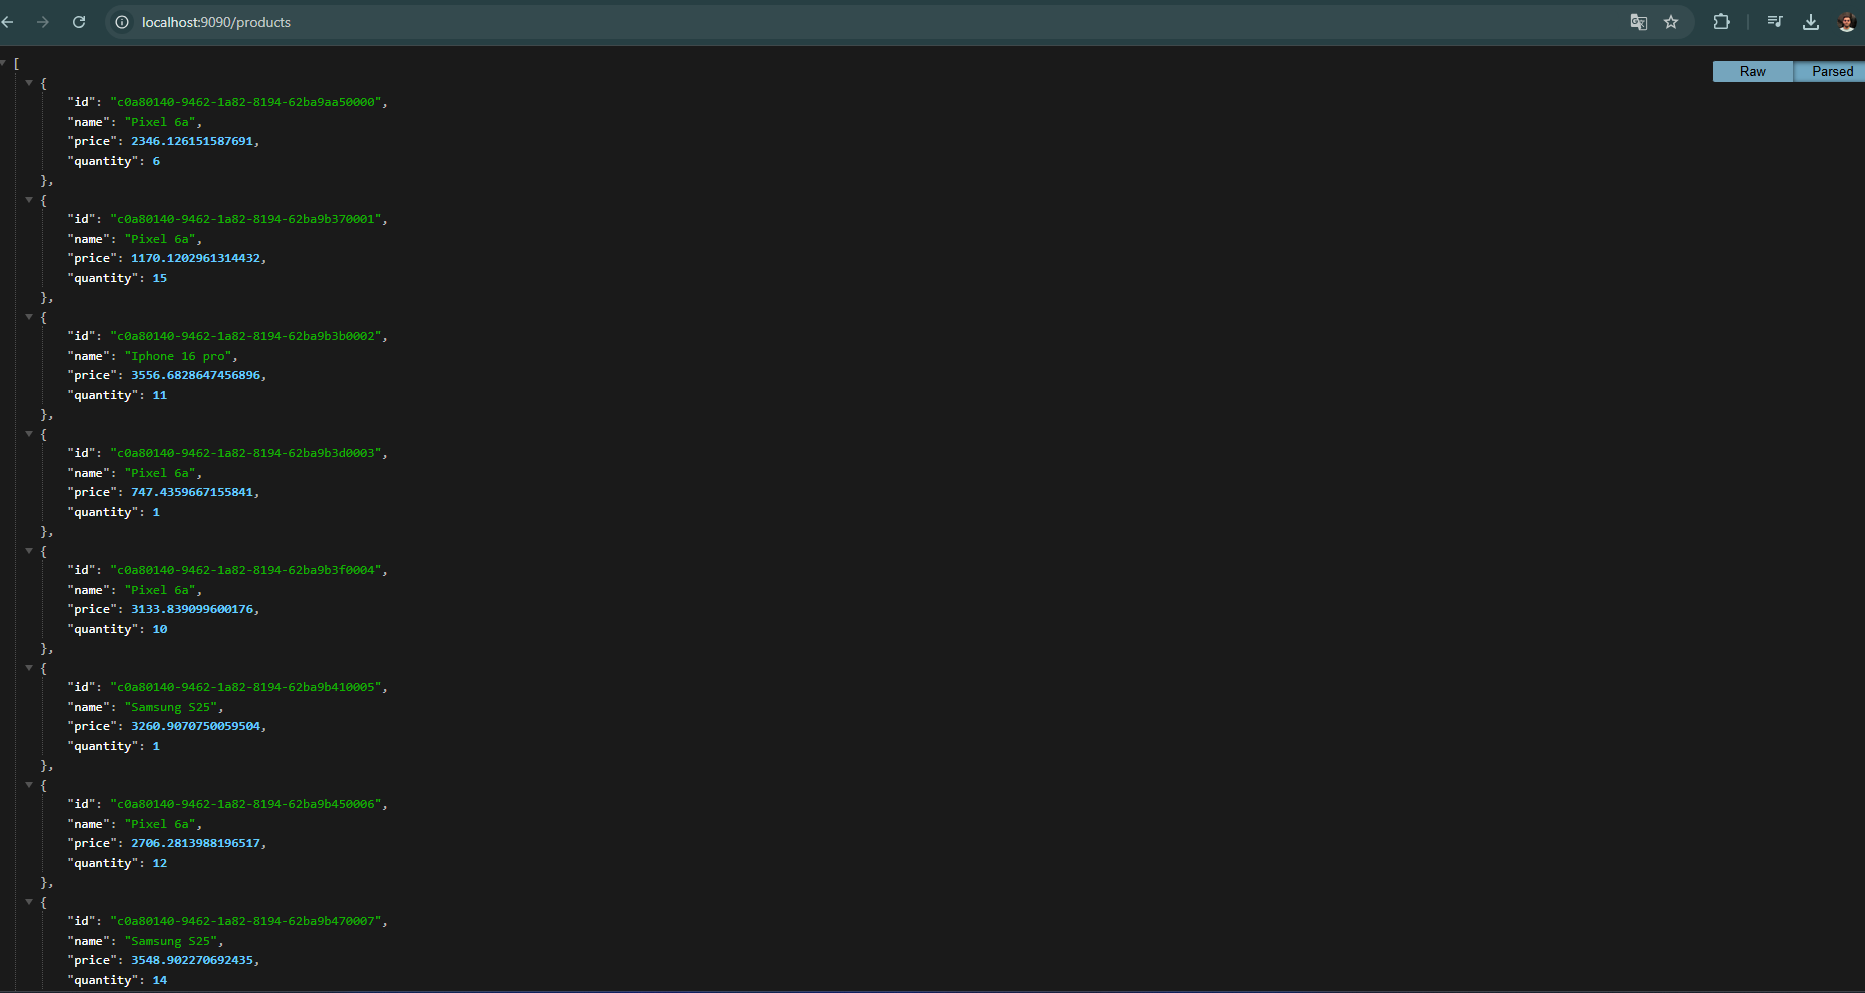 localhost:9090/products
Raw Parsed
[
{
"id": "c0a80140-9462-1a82-8194-62ba9aa50000",
"name": "Pixel 6a",
"price": 2346.126151587691,
"quantity": 6
},
{
"id": "c0a80140-9462-1a82-8194-62ba9b370001",
"name": "Pixel 6a",
"price": 1170.1202961314432,
"quantity": 15
},
{
"id": "c0a80140-9462-1a82-8194-62ba9b3b0002",
"name": "Iphone 16 pro",
"price": 3556.6828647456896,
"quantity": 11
},
{
"id": "c0a80140-9462-1a82-8194-62ba9b3d0003",
"name": "Pixel 6a",
"price": 747.4359667155841,
"quantity": 1
},
{
"id": "c0a80140-9462-1a82-8194-62ba9b3f0004",
"name": "Pixel 6a",
"price": 3133.839099600176,
"quantity": 10
},
{
"id": "c0a80140-9462-1a82-8194-62ba9b410005",
"name": "Samsung S25",
"price": 3260.9070750059504,
"quantity": 1
},
{
"id": "c0a80140-9462-1a82-8194-62ba9b450006",
"name": "Pixel 6a",
"price": 2706.2813988196517,
"quantity": 12
},
{
"id": "c0a80140-9462-1a82-8194-62ba9b470007",
"name": "Samsung S25",
"price": 3548.902270692435,
"quantity": 14